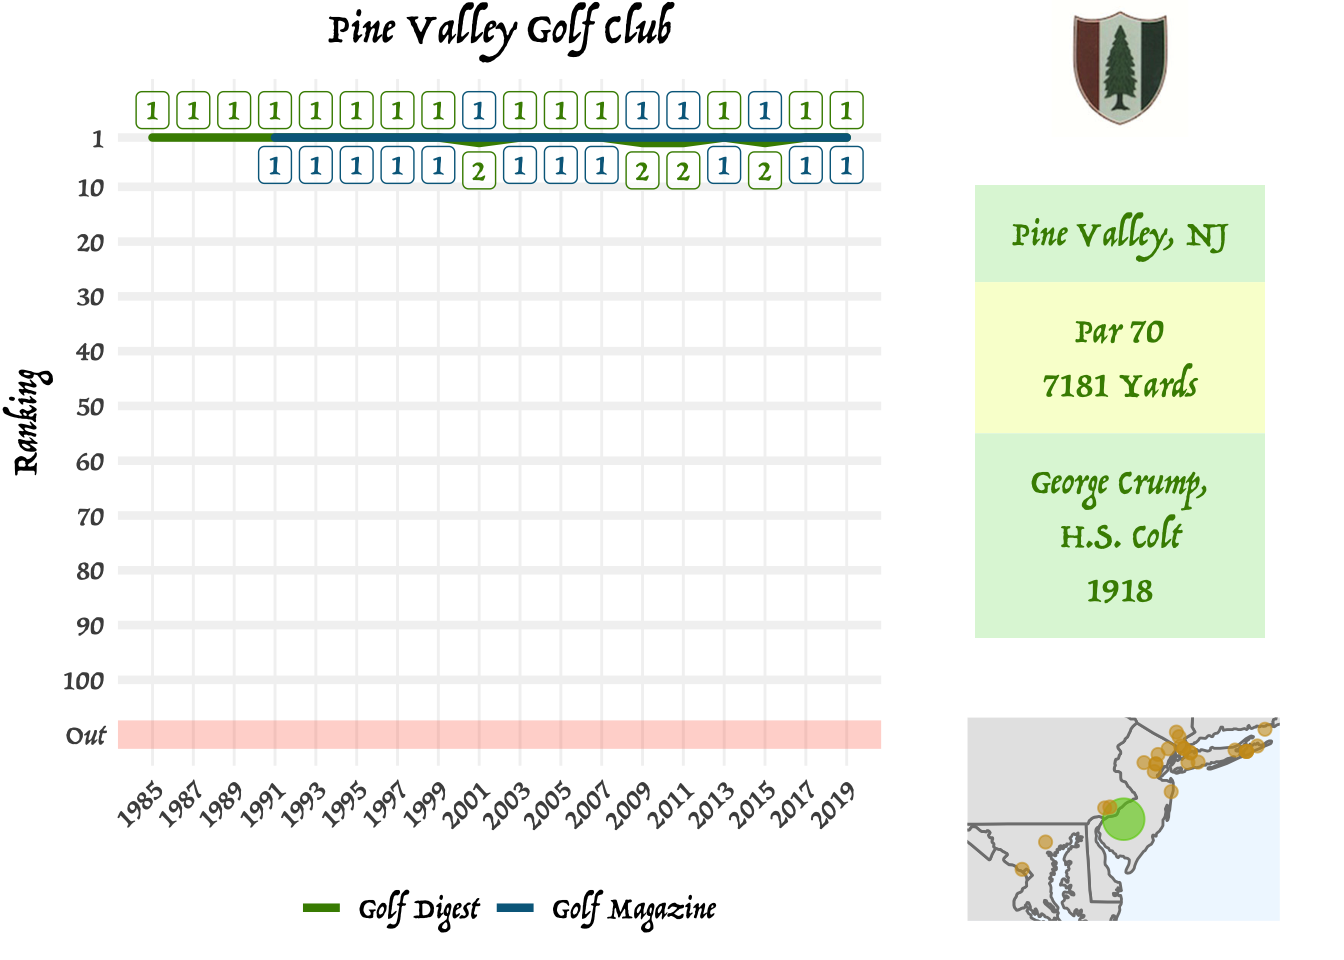 Pine Valley Golf Club
1 1 1 1 1 1 1 1 1 1 1 1 1 1 1 1 1 1
1
1 1 1 1 1 2 1 1 1 2 2 1 2 1 1
10
20
30
40
50
60
70
80
90
100
Out
Ranking
1985 1987 1989 1991 1993 1995 1997 1999 2001 2003 2005 2007 2009 2011 2013 2015 2017 2019
Golf Digest Golf Magazine
Pine Valley, NJ
Par 70
7181 Yards
George Crump,
H.S. Colt
1918